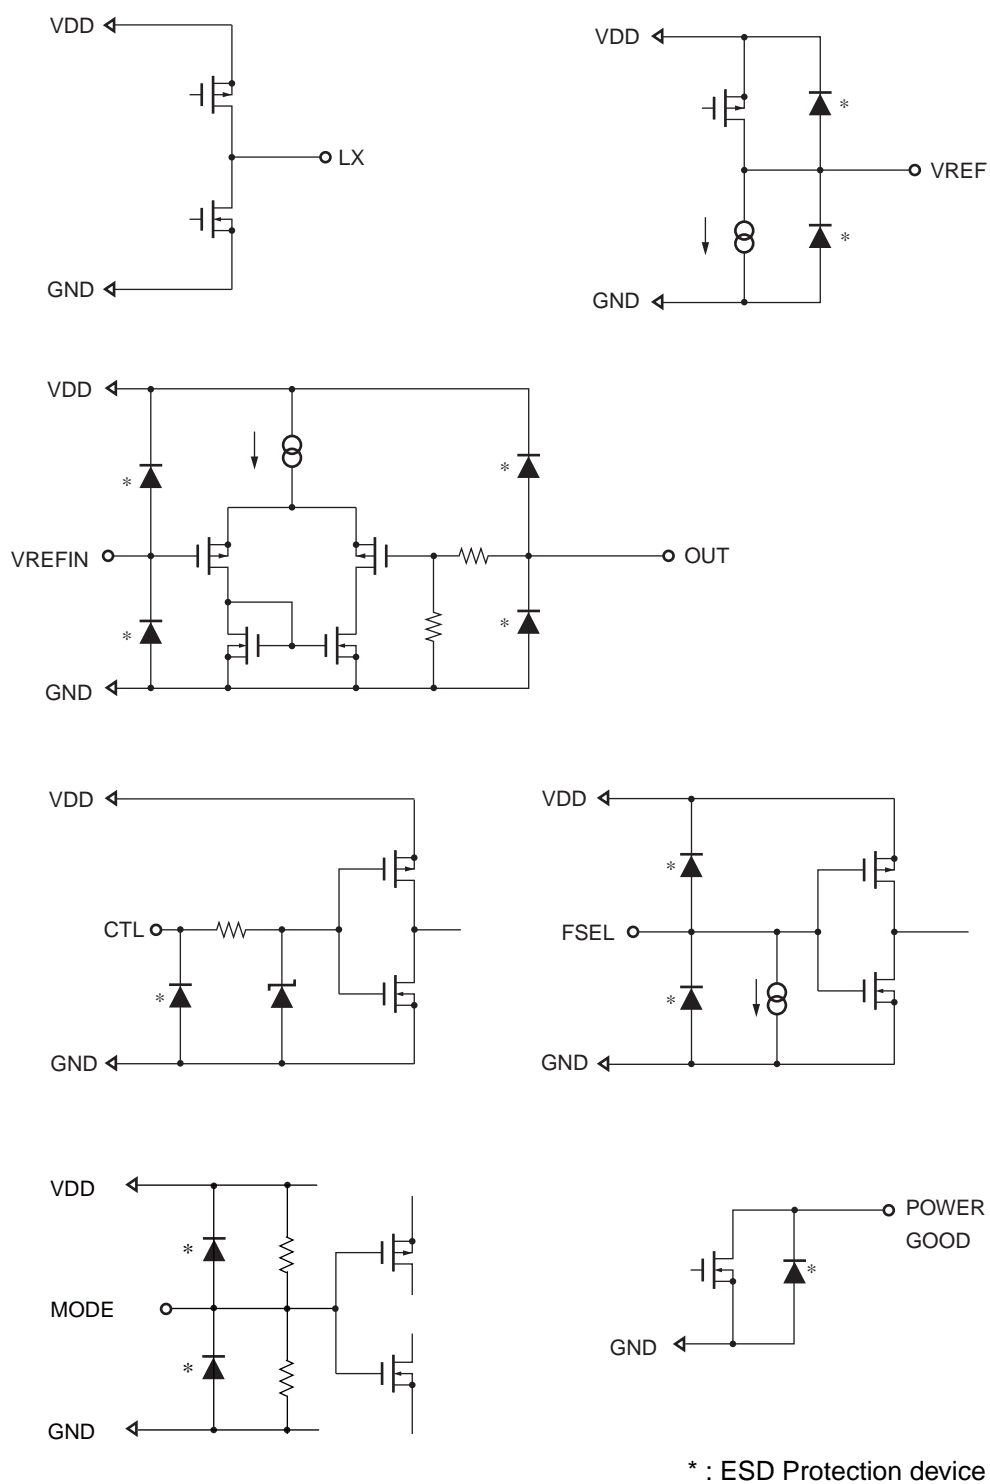 VDD
LX
GND
VDD
*
VREF
*
GND
VDD
*
*
VREFIN
OUT
*
*
GND
VDD
CTL
*
GND
VDD
*
FSEL
*
GND
VDD
*
MODE
*
GND
POWER
GOOD
*
GND
* : ESD Protection device